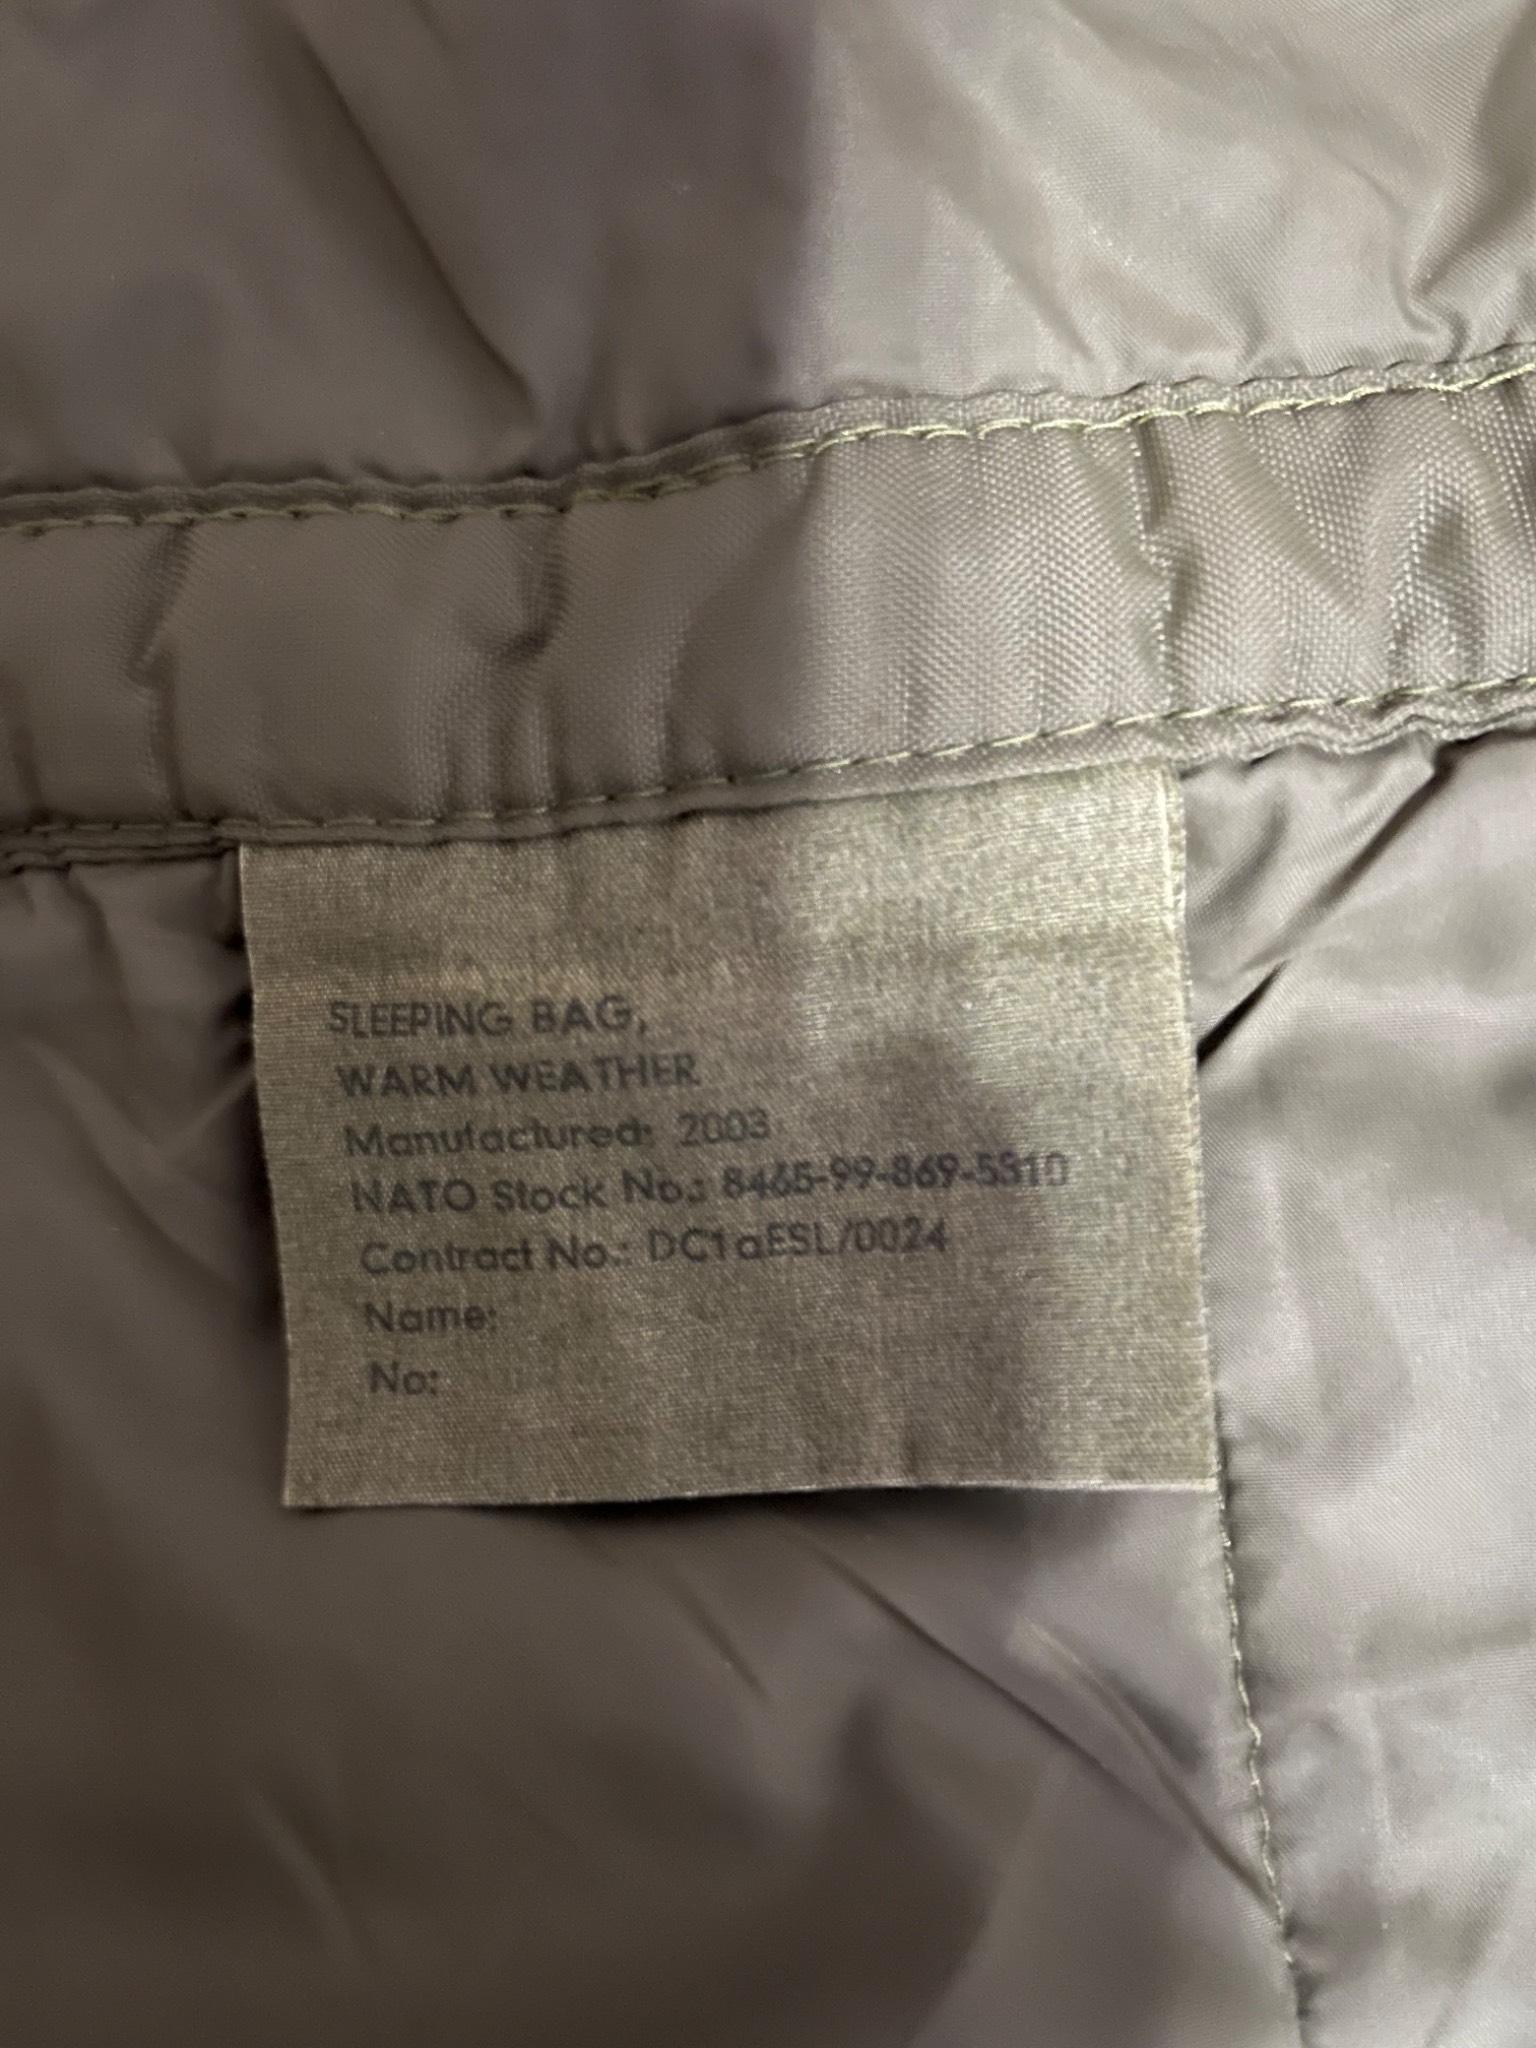 SLEEPING BAG,
WARM WEATHER
Manufactured: 2003
NATO Stock No.: 8465-99-869-5310
Contract No.: DC1aESL/0024
Name:
No: